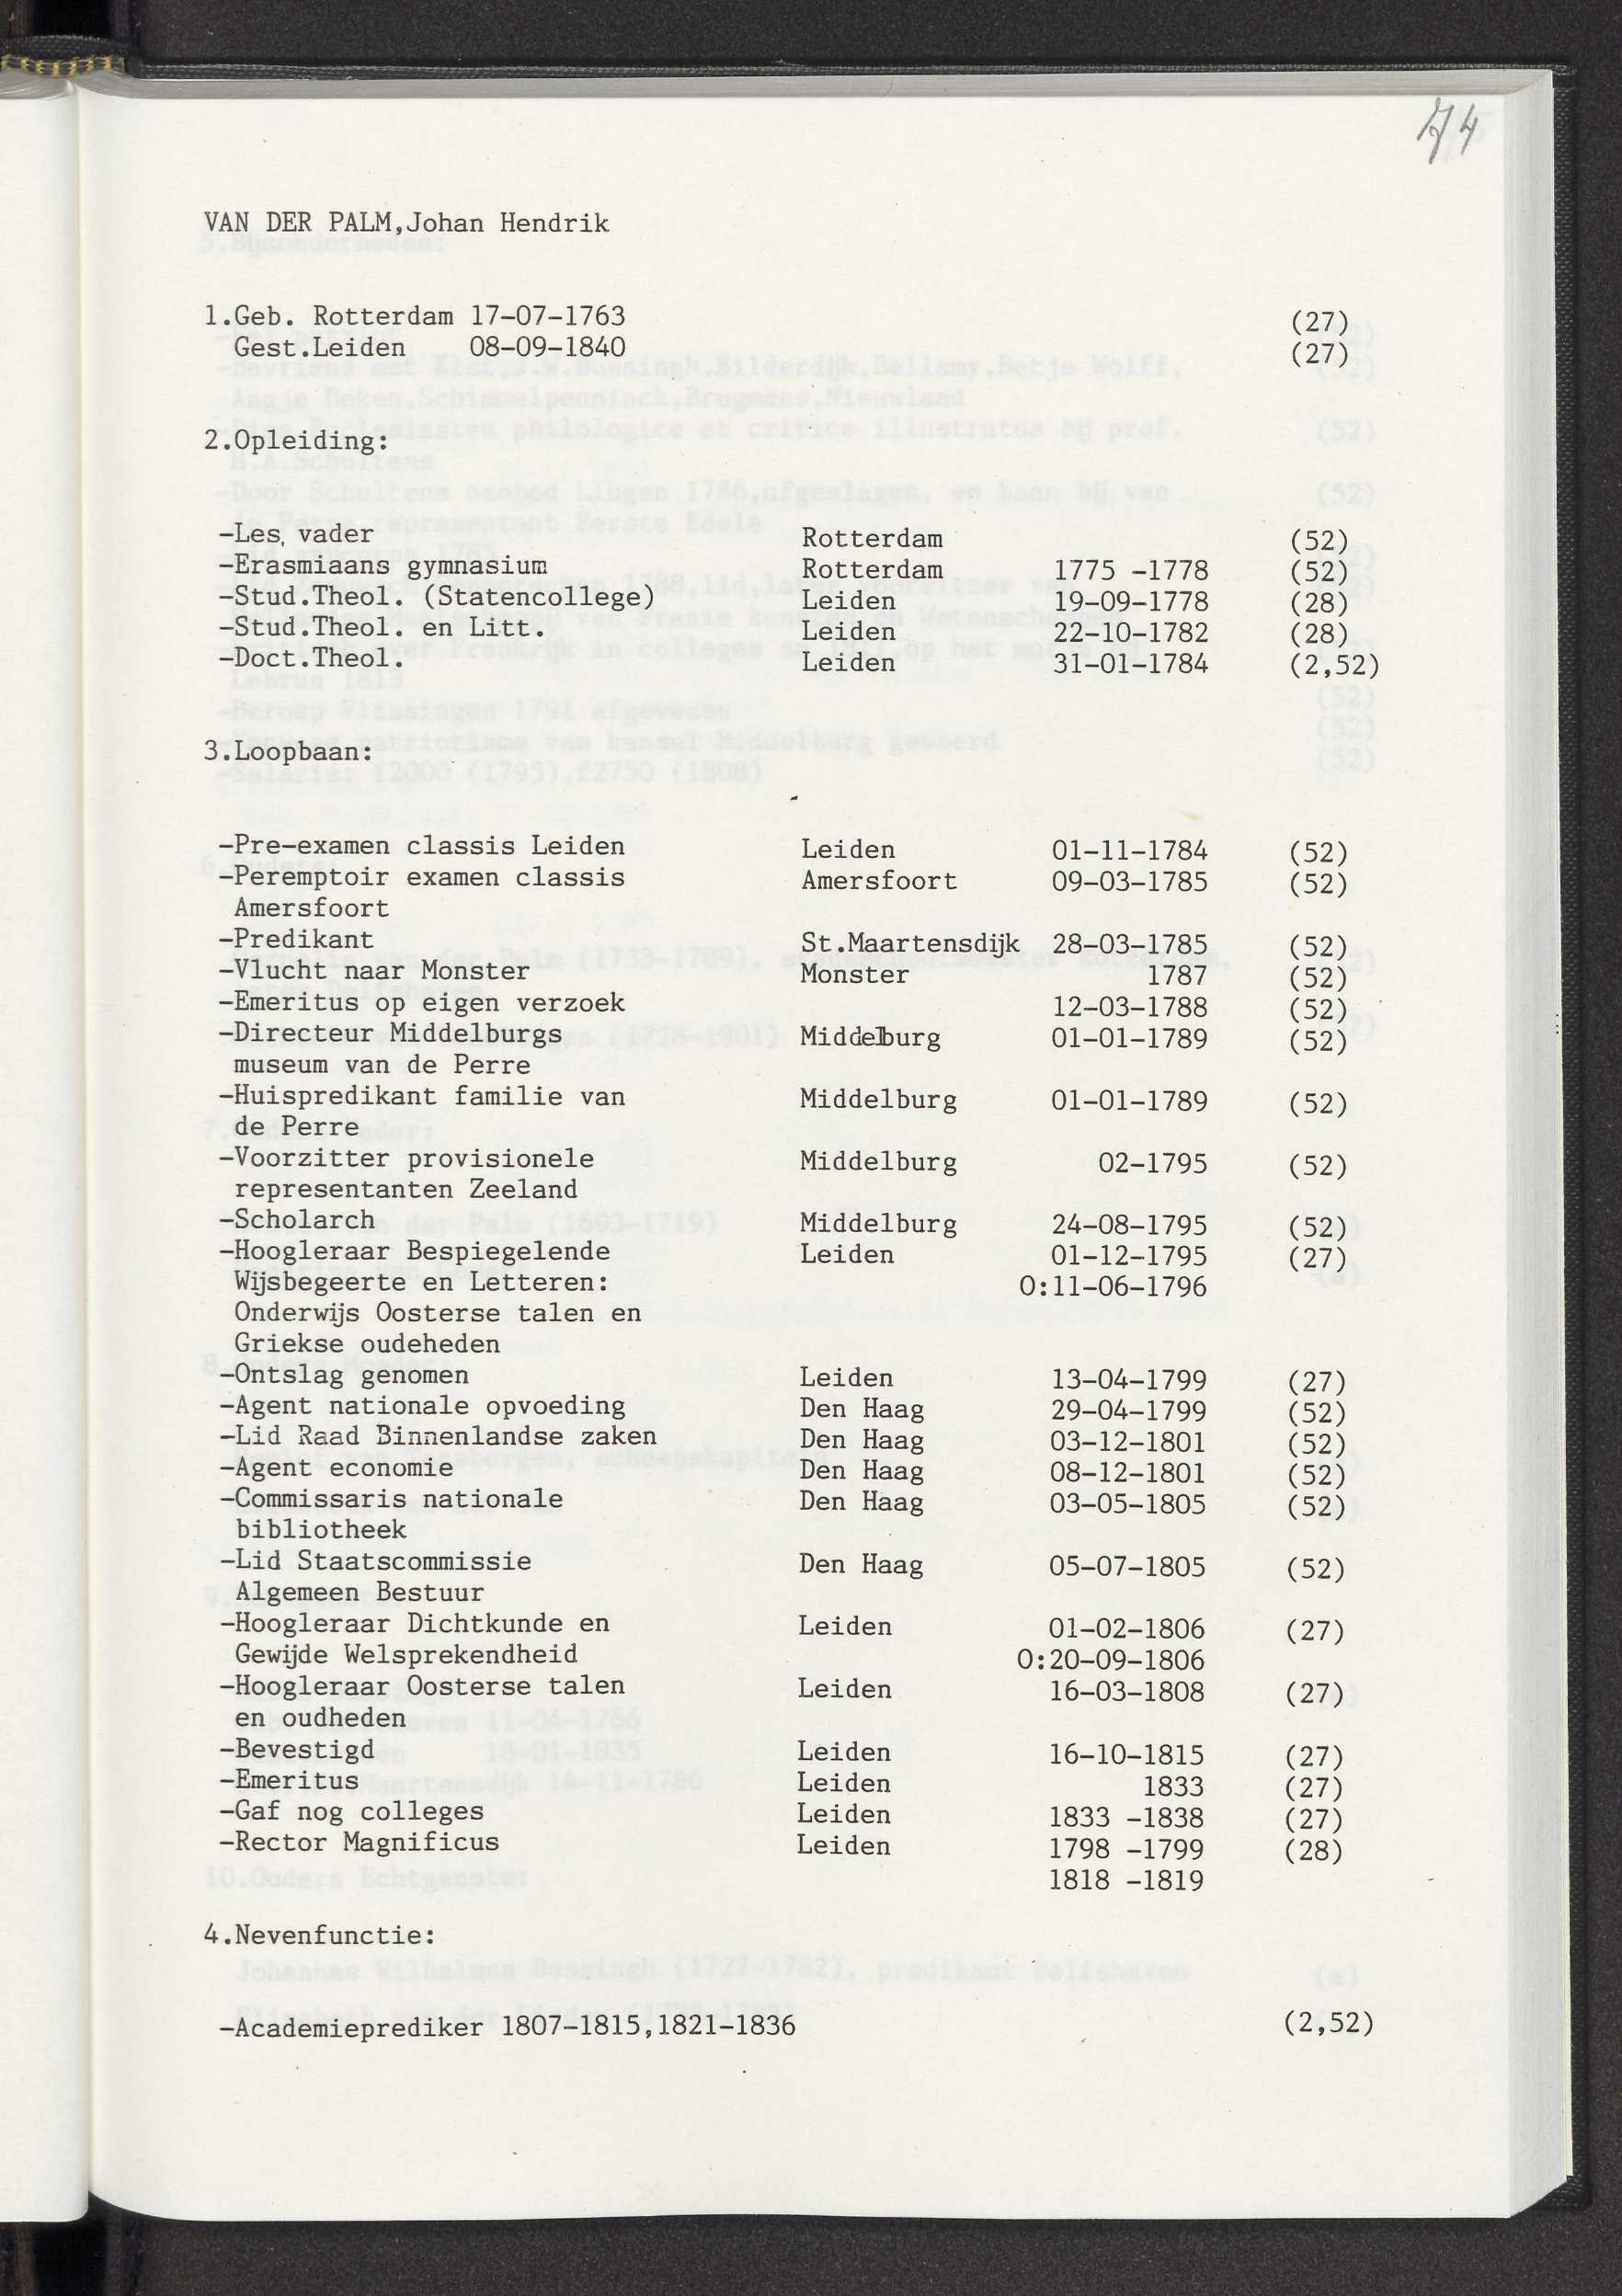 74
VAN DER PALM,Johan Hendrik
1.Geb. Rotterdam 17-07-1763 (27)
Gest.Leiden 08-09-1840 (27)
2.Opleiding:
-Les, vader Rotterdam (52)
-Erasmiaans gymnasium Rotterdam 1775 -1778 (52)
-Stud.Theol. (Statencollege) Leiden 19-09-1778 (28)
-Stud.Theol. en Litt. Leiden 22-10-1782 (28)
-Doct.Theol. Leiden 31-01-1784 (2,52)
3.Loopbaan:
-Pre-examen classis Leiden Leiden 01-11-1784 (52)
-Peremptoir examen classis Amersfoort 09-03-1785 (52)
Amersfoort
-Predikant St.Maartensdijk 28-03-1785 (52)
-Vlucht naar Monster Monster 1787 (52)
-Emeritus op eigen verzoek 12-03-1788 (52)
-Directeur Middelburgs Middelburg 01-01-1789 (52)
museum van de Perre
-Huispredikant familie van Middelburg 01-01-1789 (52)
de Perre
-Voorzitter provisionele Middelburg 02-1795 (52)
representanten Zeeland
-Scholarch Middelburg 24-08-1795 (52)
-Hoogleraar Bespiegelende Leiden 01-12-1795 (27)
Wijsbegeerte en Letteren: O:11-06-1796
Onderwijs Oosterse talen en
Griekse oudeheden
-Ontslag genomen Leiden 13-04-1799 (27)
-Agent nationale opvoeding Den Haag 29-04-1799 (52)
-Lid Raad Binnenlandse zaken Den Haag 03-12-1801 (52)
-Agent economie Den Haag 08-12-1801 (52)
-Commissaris nationale Den Haag 03-05-1805 (52)
bibliotheek
-Lid Staatscommissie Den Haag 05-07-1805 (52)
Algemeen Bestuur
-Hoogleraar Dichtkunde en Leiden 01-02-1806 (27)
Gewijde Welsprekendheid O:20-09-1806
-Hoogleraar Oosterse talen Leiden 16-03-1808 (27)
en oudheden
-Bevestigd Leiden 16-10-1815 (27)
-Emeritus Leiden 1833 (27)
-Gaf nog colleges Leiden 1833 -1838 (27)
-Rector Magnificus Leiden 1798 -1799 (28)
1818 -1819
4.Nevenfunctie:
-Academieprediker 1807-1815,1821-1836 (2,52)